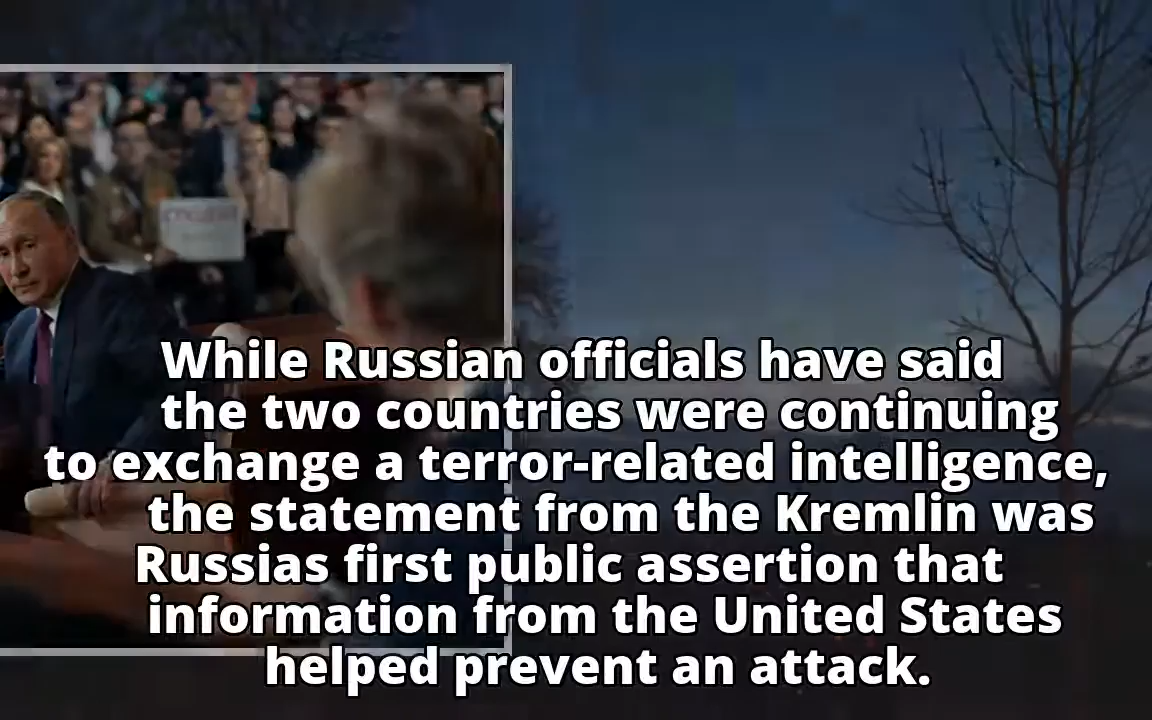 While Russian officials have said
the two countries were continuing
to exchange a terror-related intelligence,
the statement from the Kremlin was
Russias first public assertion that
information from the United States
helped prevent an attack.